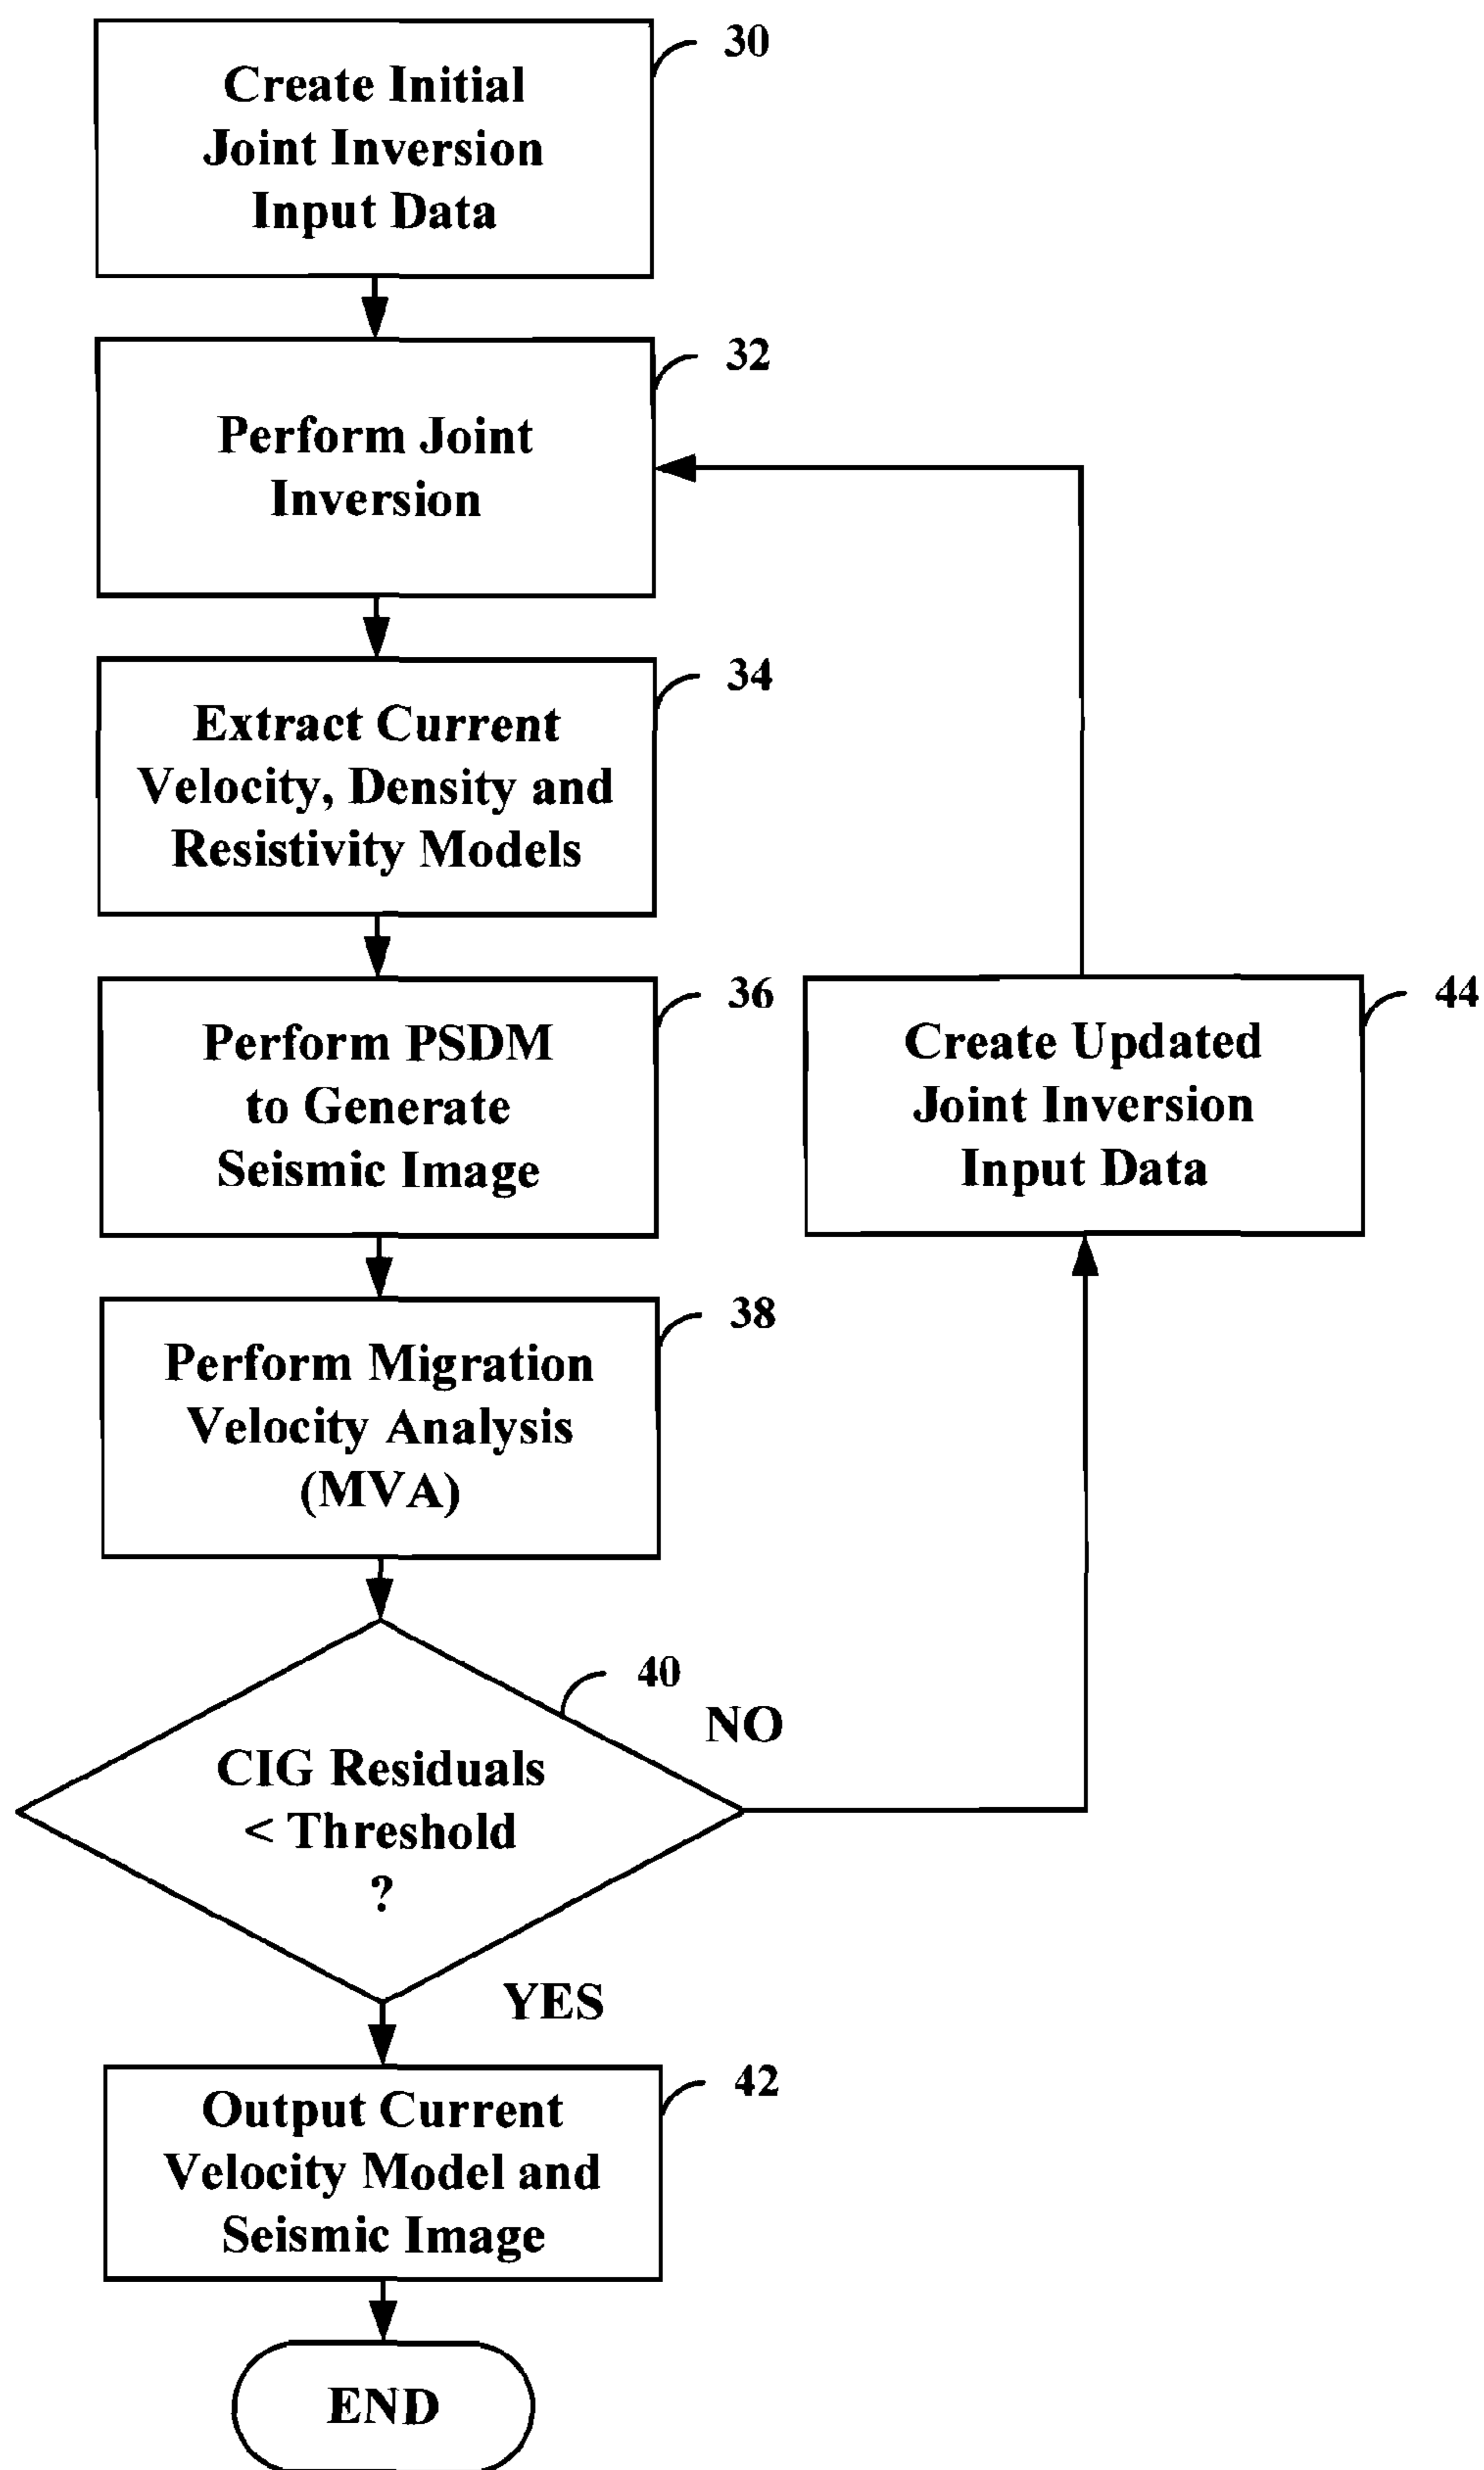 30
Create Initial
Joint Inversion
Input Data
32
Perform Joint
Inversion
34
Extract Current
Velocity, Density and
Resistivity Models
36
Perform PSDM
to Generate
Seismic Image
44
Create Updated
Joint Inversion
Input Data
38
Perform Migration
Velocity Analysis
(MVA)
40
NO
CIG Residuals
< Threshold
?
YES
42
Output Current
Velocity Model and
Seismic Image
END